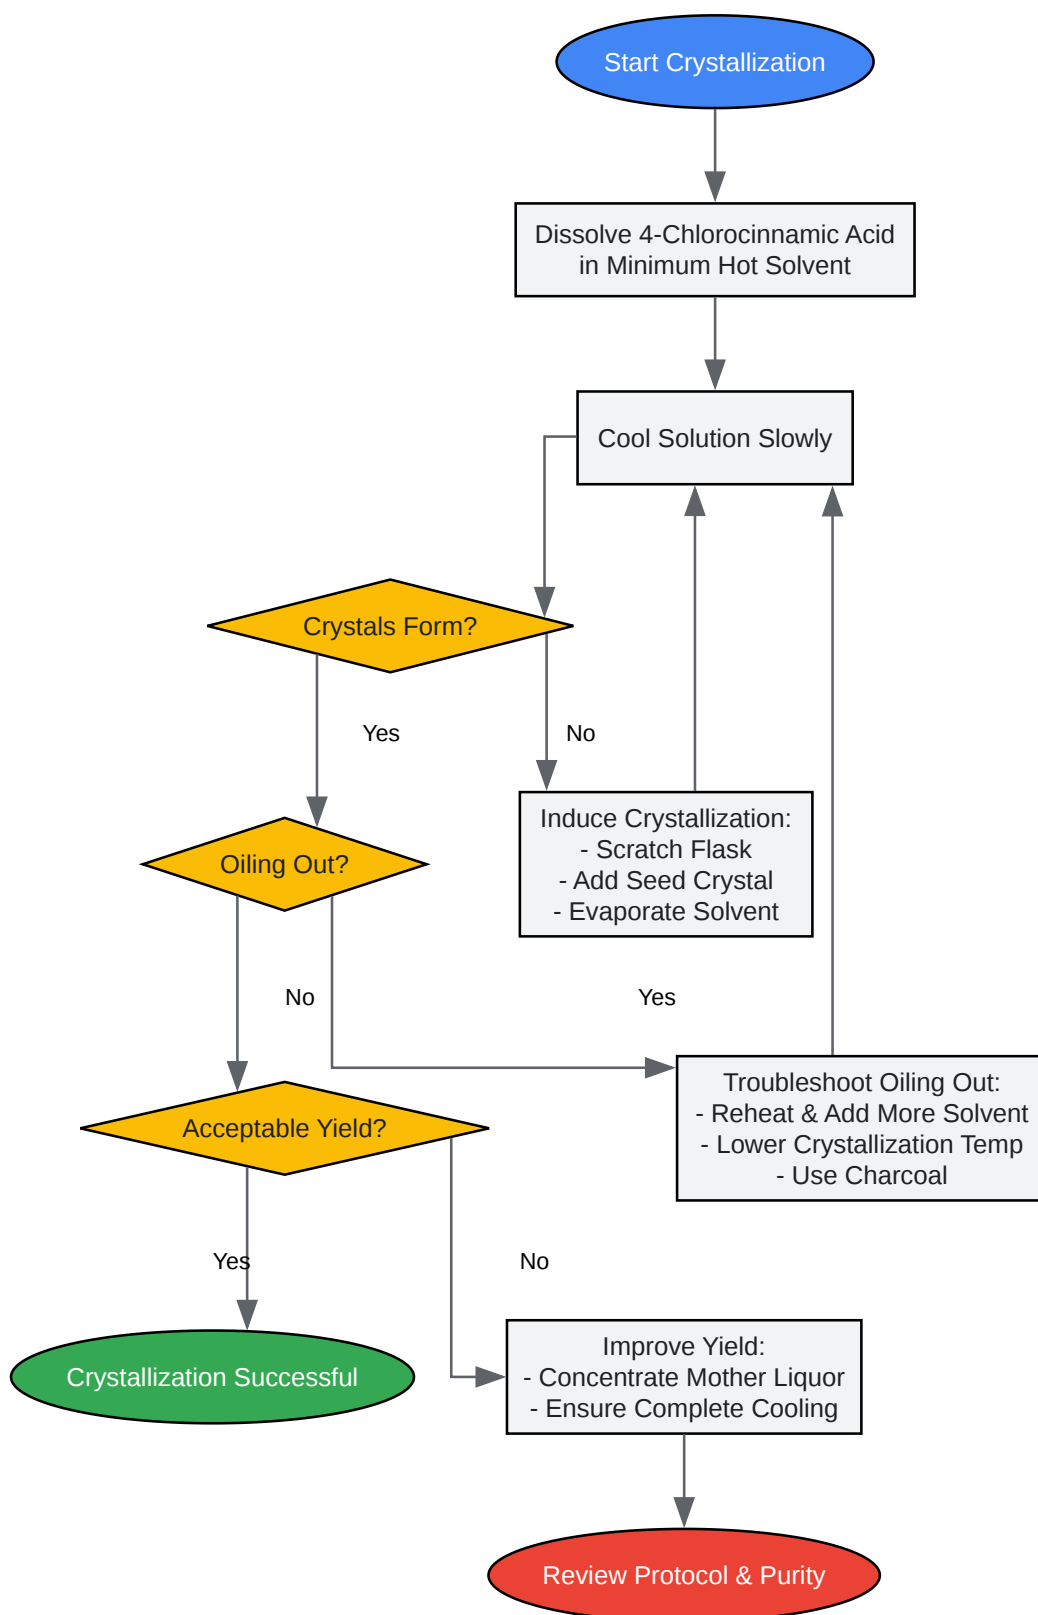 Start Crystallization
Dissolve 4-Chlorocinnamic Acid
in Minimum Hot Solvent
Cool Solution Slowly
Crystals Form?
Yes
No
Induce Crystallization:
- Scratch Flask
- Add Seed Crystal
- Evaporate Solvent
Oiling Out?
No
Yes
Troubleshoot Oiling Out:
- Reheat & Add More Solvent
- Lower Crystallization Temp
- Use Charcoal
Acceptable Yield?
Yes
No
Improve Yield:
- Concentrate Mother Liquor
- Ensure Complete Cooling
Crystallization Successful
Review Protocol & Purity